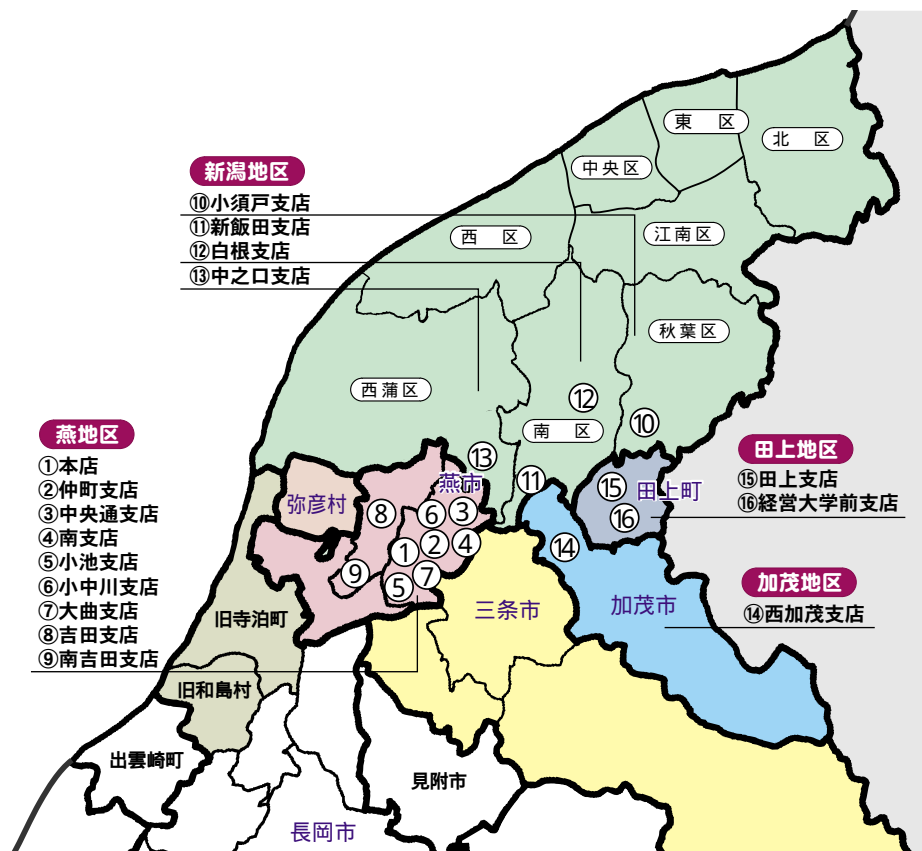 東　区
北　区
中央区
新潟地区
⑩小須戸支店
⑪新飯田支店
⑫白根支店
⑬中之口支店
西　区
江南区
秋葉区
西蒲区
⑫
南　区
⑩
燕地区
①本店
②仲町支店
③中央通支店
④南支店
⑤小池支店
⑥小中川支店
⑦大曲支店
⑧吉田支店
⑨南吉田支店
田上地区
⑮田上支店
⑯経営大学前支店
⑬
燕市
⑪
⑮
田上町
⑯
弥彦村
⑧
⑥
③
①
②
④
⑭
⑨
⑤
⑦
加茂地区
⑭西加茂支店
旧寺泊町
三条市
加茂市
旧和島村
出雲崎町
見附市
長岡市